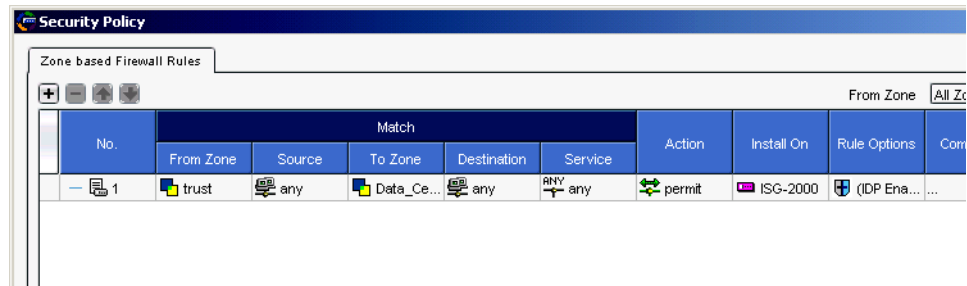 Security Policy
Zone based Firewall Rules
From Zone All Zo
No. Match Action Install On Rule Options Com
From Zone Source To Zone Destination Service
1 trust any Data_Ce... any ANY any permit ISG-2000 (IDP Ena... ...